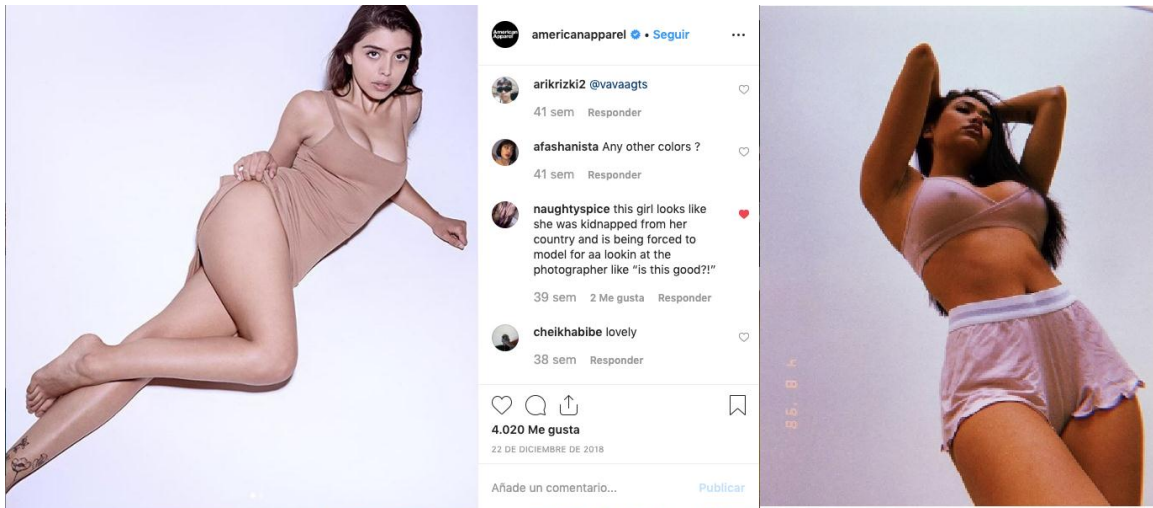 American
Apparel
americanapparel • Seguir
arikrizki2 @vavaagts
41 sem Responder
afashanista Any other colors ?
41 sem Responder
naughtyspice this girl looks like
she was kidnapped from her
country and is being forced to
model for aa lookin at the
photographer like “is this good?!”
39 sem 2 Me gusta Responder
cheikhabibe lovely
38 sem Responder
4.020 Me gusta
22 DE DICIEMBRE DE 2018
Añade un comentario... Publicar